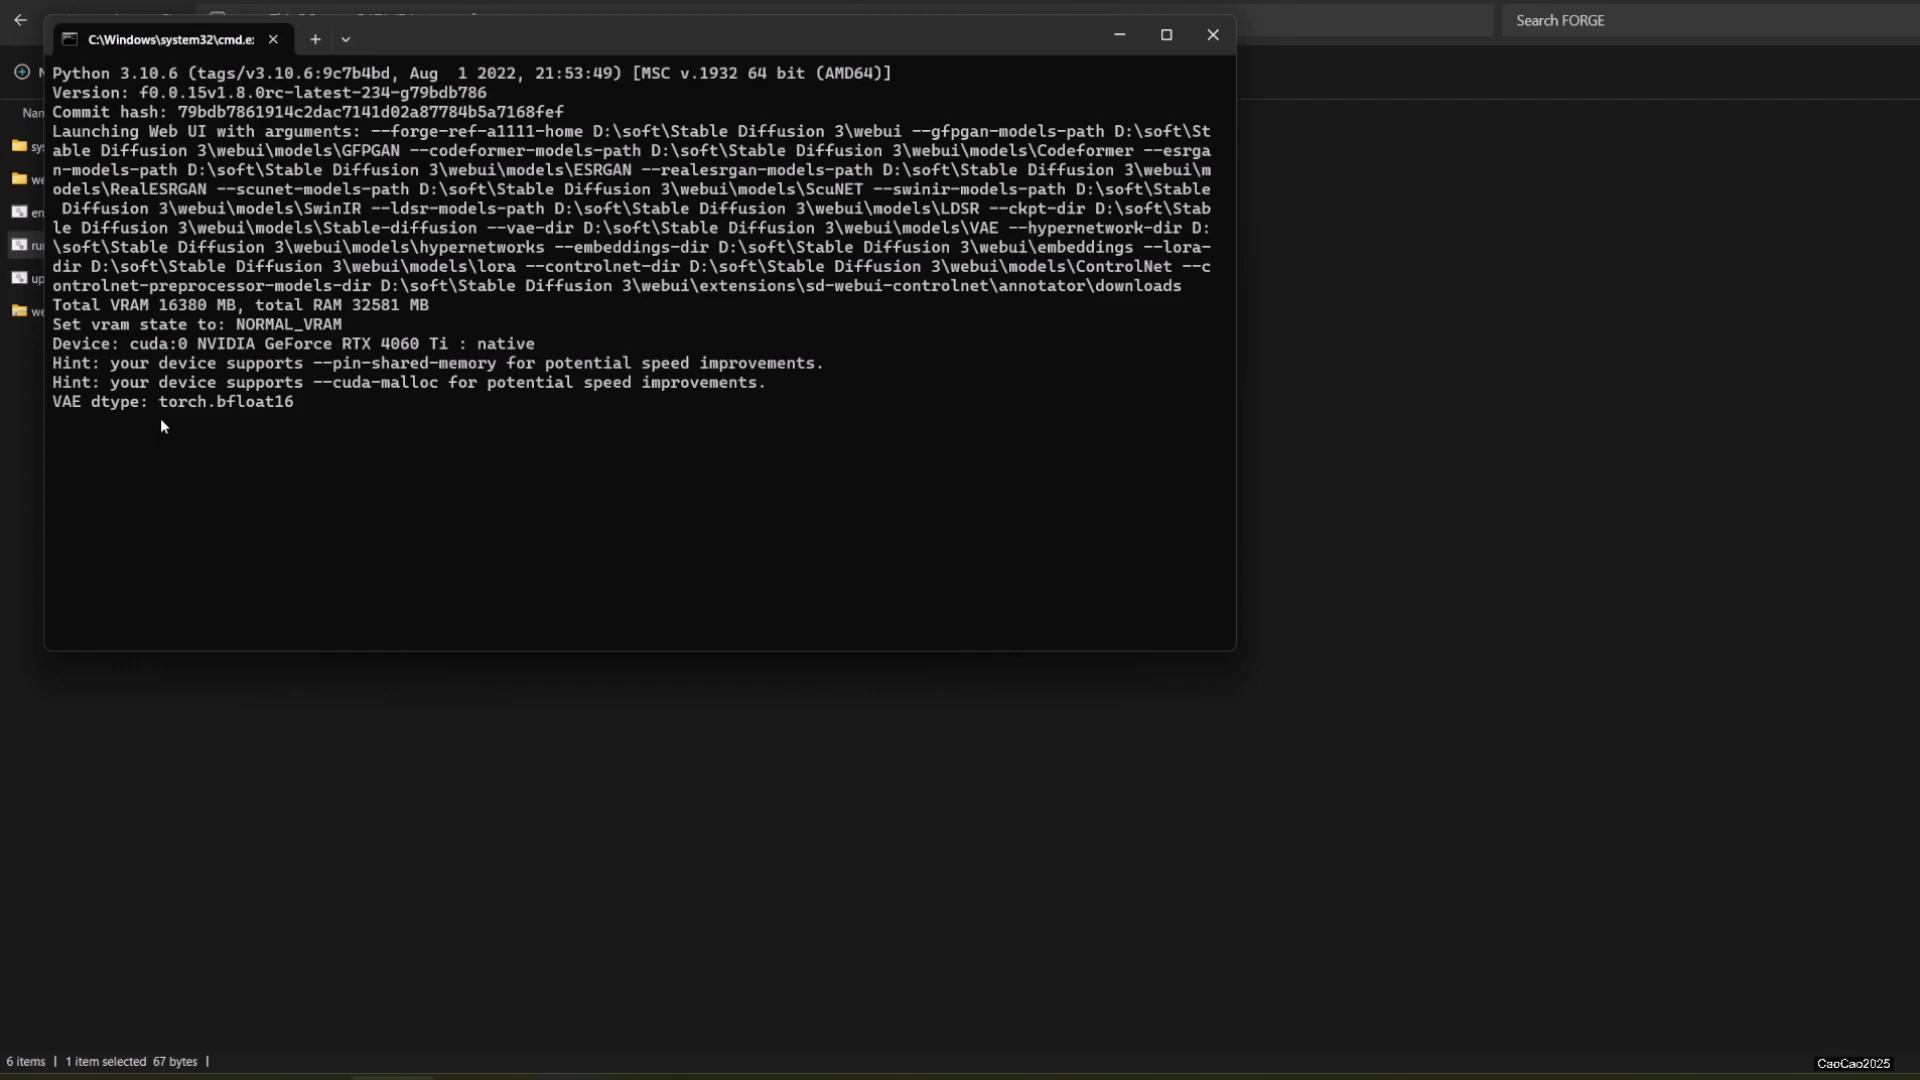 Search FORGE
C:\Windows\system32\cmd.e
Python 3.10.6 (tags/v3.10.6:9c7b4bd, Aug  1 2022, 21:53:49) [MSC v.1932 64 bit (AMD64)]
Version: f0.0.15v1.8.0rc-latest-234-g79bdb786
Commit hash: 79bdb7861914c2dac7141d02a87784b5a7168fef
Launching Web UI with arguments: --forge-ref-a1111-home D:\soft\Stable Diffusion 3\webui --gfpgan-models-path D:\soft\St
able Diffusion 3\webui\models\GFPGAN --codeformer-models-path D:\soft\Stable Diffusion 3\webui\models\Codeformer --esrga
n-models-path D:\soft\Stable Diffusion 3\webui\models\ESRGAN --realesrgan-models-path D:\soft\Stable Diffusion 3\webui\m
odels\RealESRGAN --scunet-models-path D:\soft\Stable Diffusion 3\webui\models\ScuNET --swinir-models-path D:\soft\Stable
 Diffusion 3\webui\models\SwinIR --ldsr-models-path D:\soft\Stable Diffusion 3\webui\models\LDSR --ckpt-dir D:\soft\Stab
le Diffusion 3\webui\models\Stable-diffusion --vae-dir D:\soft\Stable Diffusion 3\webui\models\VAE --hypernetwork-dir D:
\soft\Stable Diffusion 3\webui\models\hypernetworks --embeddings-dir D:\soft\Stable Diffusion 3\webui\embeddings --lora-
dir D:\soft\Stable Diffusion 3\webui\models\lora --controlnet-dir D:\soft\Stable Diffusion 3\webui\models\ControlNet --c
ontrolnet-preprocessor-models-dir D:\soft\Stable Diffusion 3\webui\extensions\sd-webui-controlnet\annotator\downloads
Total VRAM 16380 MB, total RAM 32581 MB
Set vram state to: NORMAL_VRAM
Device: cuda:0 NVIDIA GeForce RTX 4060 Ti : native
Hint: your device supports --pin-shared-memory for potential speed improvements.
Hint: your device supports --cuda-malloc for potential speed improvements.
VAE dtype: torch.bfloat16
6 items | 1 item selected 67 bytes |
CaoCao2025